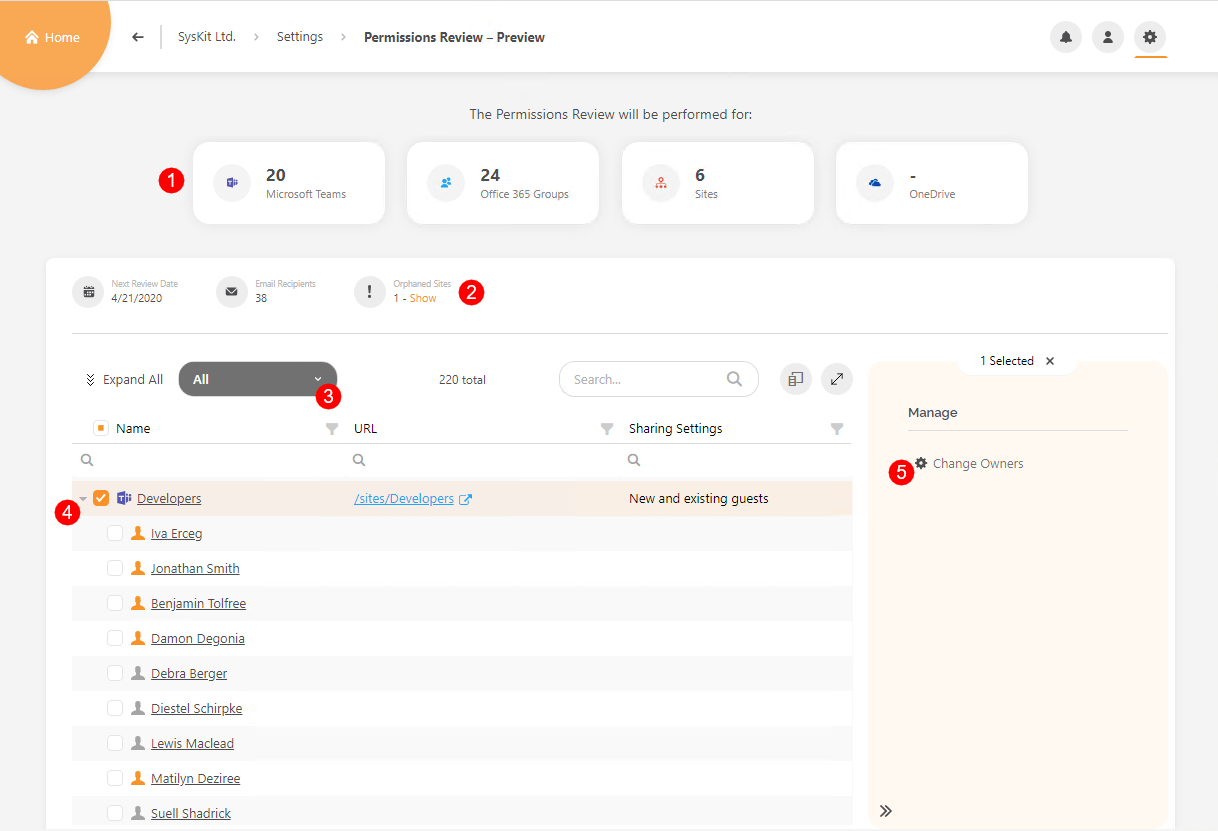 Home
SysKit Ltd. > Settings > Permissions Review – Preview
The Permissions Review will be performed for:
1
20
Microsoft Teams
24
Office 365 Groups
6
Sites
-
OneDrive
Next Review Date
4/21/2020
Email Recipients
38
Orphaned Sites
1 - Show
2
Expand All
All
3
220 total
Search...
1 Selected
Name
URL
Sharing Settings
Manage
5
Change Owners
4
Developers
/sites/Developers
New and existing guests
Iva Erceg
Jonathan Smith
Benjamin Tolfree
Damon Degonia
Debra Berger
Diestel Schirpke
Lewis Maclead
Matilyn Deziree
Suell Shadrick